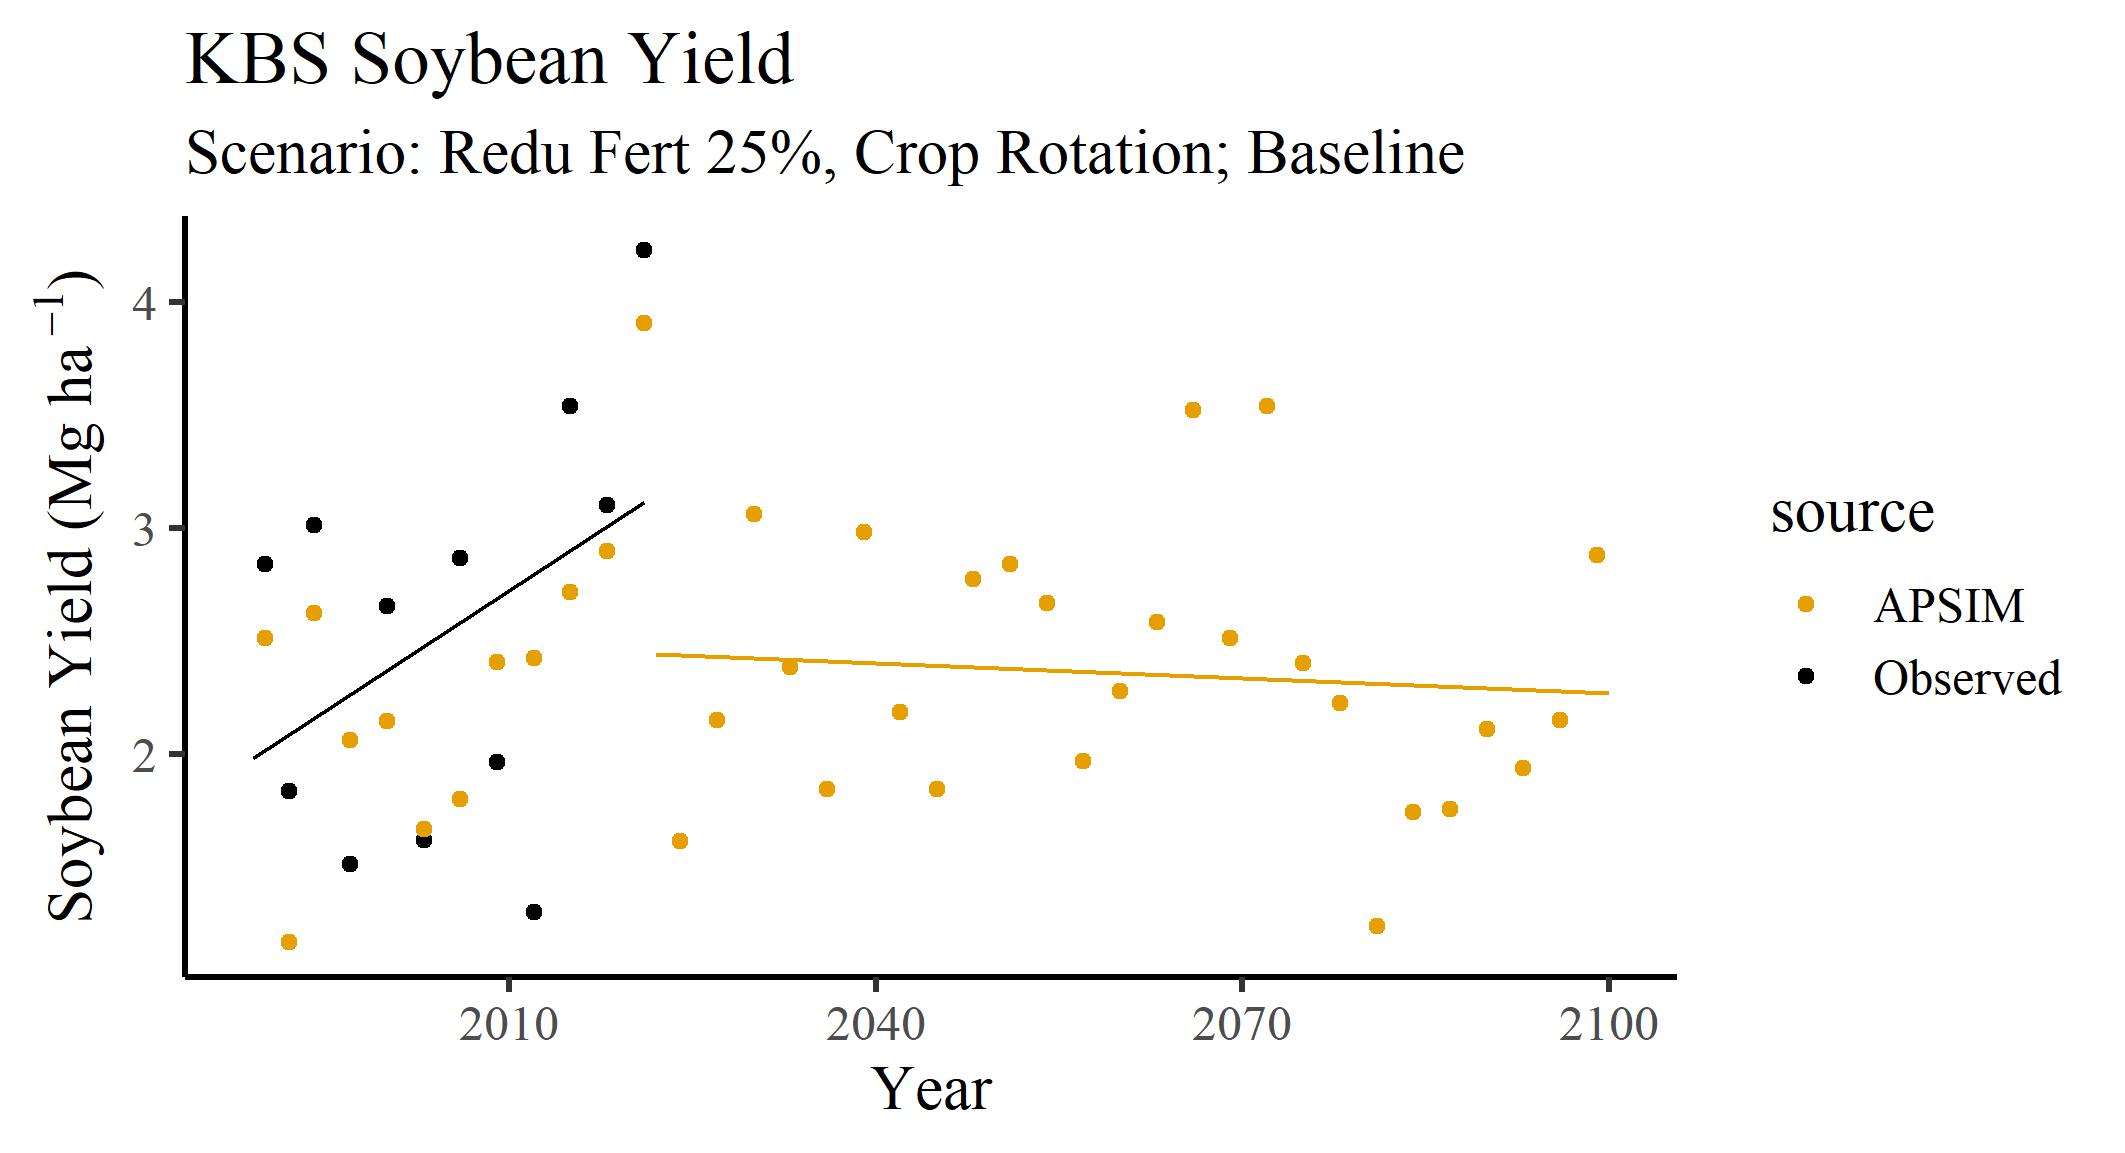 KBS Soybean Yield
Scenario: Redu Fert 25%, Crop Rotation; Baseline
Soybean Yield (Mg ha⁻¹)
4
3
2
2010
2040
2070
2100
Year
source
APSIM
Observed